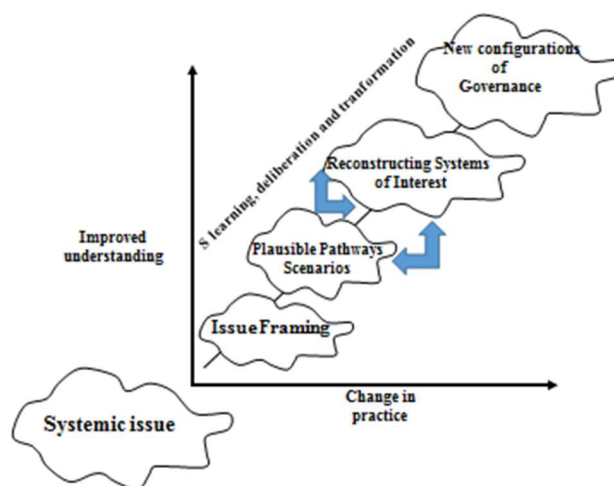 New configurations
of
Governance
S learning, deliberation and tranformation
Reconstructing Systems
of Interest
Improved
understanding
Plausible Pathways
Scenarios
Issue Framing
Change in
practice
Systemic issue